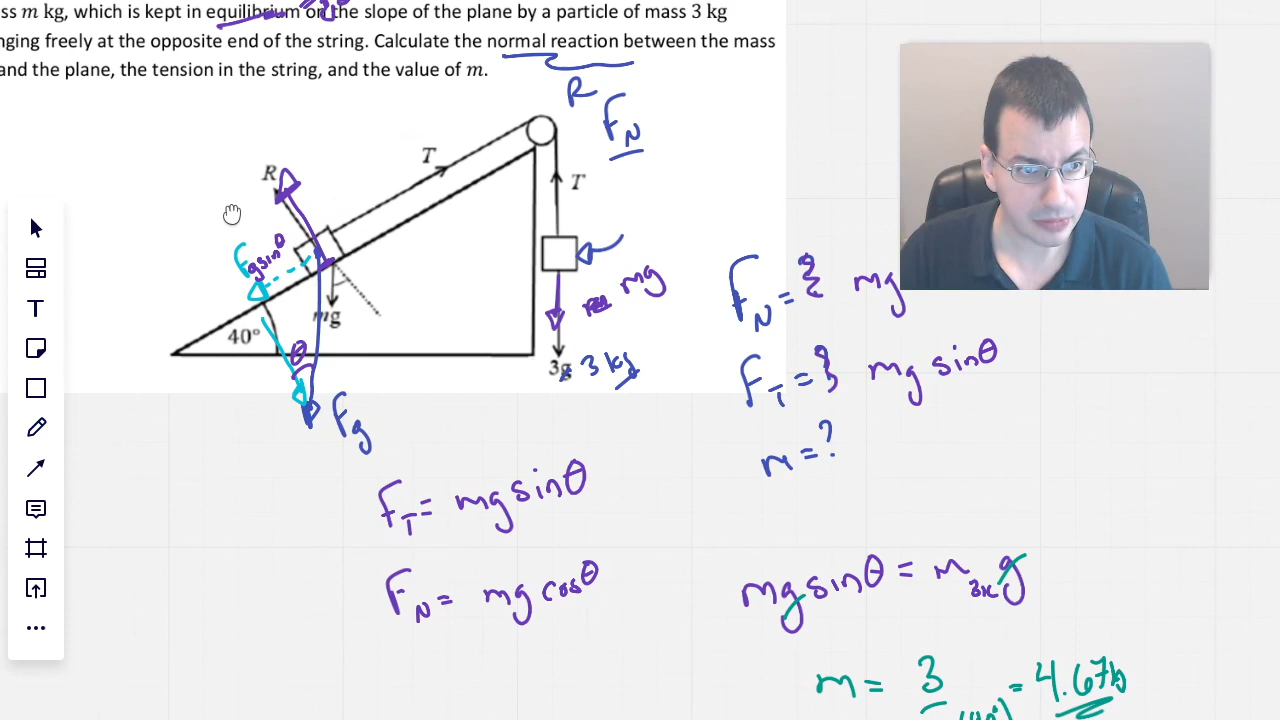 ss m kg, which is kept in equilibrium on the slope of the plane by a particle of mass 3 kg
nging freely at the opposite end of the string. Calculate the normal reaction between the mass
and the plane, the tension in the string, and the value of m.
R
F_N
T
R
T
F_g sinθ
mg
mg
40°
θ
3g
3 kg
F_g
F_N = mg
F_T = mg sinθ
m = ?
F_T = mg sinθ
F_N = mg cosθ
mg sinθ = m g
m = 3 = 4.67
T